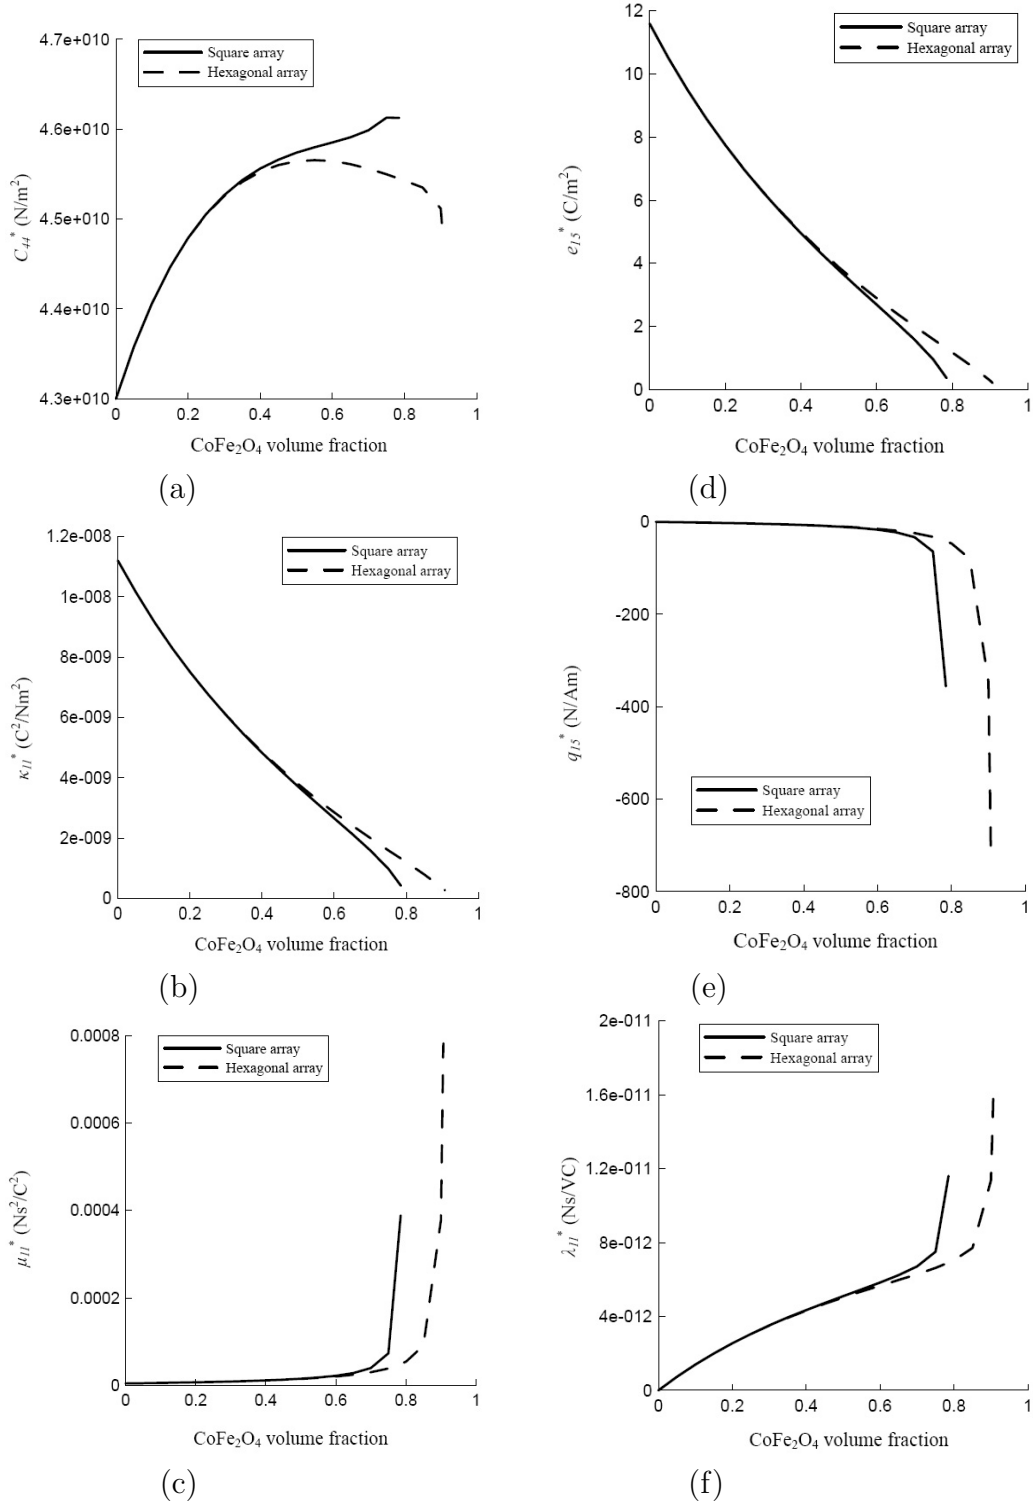 4.7e+010
4.6e+010
4.5e+010
4.4e+010
4.3e+010
C₄₄* (N/m²)
Square array
Hexagonal array
0 0.2 0.4 0.6 0.8 1
CoFe₂O₄ volume fraction
(a)
12
10
8
6
4
2
0
e₁₅* (C/m²)
Square array
Hexagonal array
0 0.2 0.4 0.6 0.8 1
CoFe₂O₄ volume fraction
(d)
1.2e-008
1e-008
8e-009
6e-009
4e-009
2e-009
0
κ₁₁* (C²/Nm²)
Square array
Hexagonal array
0 0.2 0.4 0.6 0.8 1
CoFe₂O₄ volume fraction
(b)
0
-200
-400
-600
-800
q₁₅* (N/Am)
Square array
Hexagonal array
0 0.2 0.4 0.6 0.8 1
CoFe₂O₄ volume fraction
(e)
0.0008
0.0006
0.0004
0.0002
0
μ₁₁* (Ns²/C²)
Square array
Hexagonal array
0 0.2 0.4 0.6 0.8 1
CoFe₂O₄ volume fraction
(c)
2e-011
1.6e-011
1.2e-011
8e-012
4e-012
0
λ₁₁* (Ns/VC)
Square array
Hexagonal array
0 0.2 0.4 0.6 0.8 1
CoFe₂O₄ volume fraction
(f)